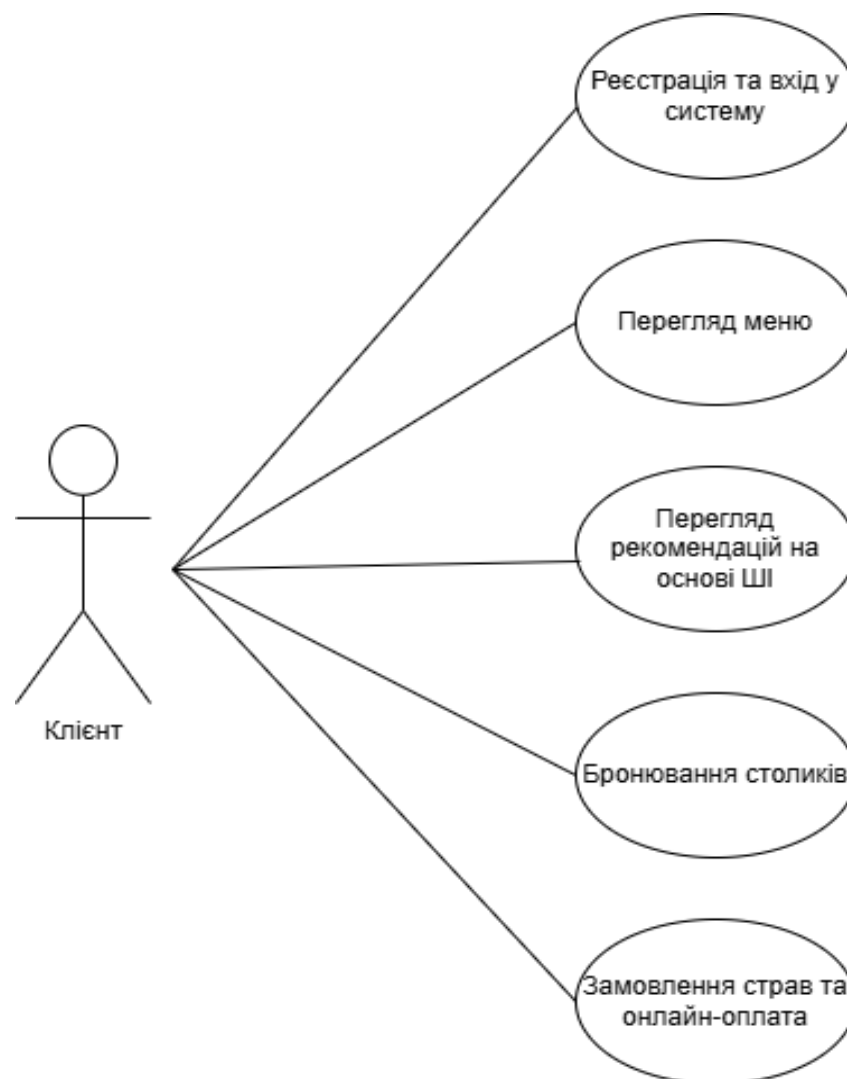 Реєстрація та вхід у
систему
Перегляд меню
Перегляд
рекомендацій на
основі ШІ
Клієнт
Бронювання столиків
Замовлення страв та
онлайн-оплата